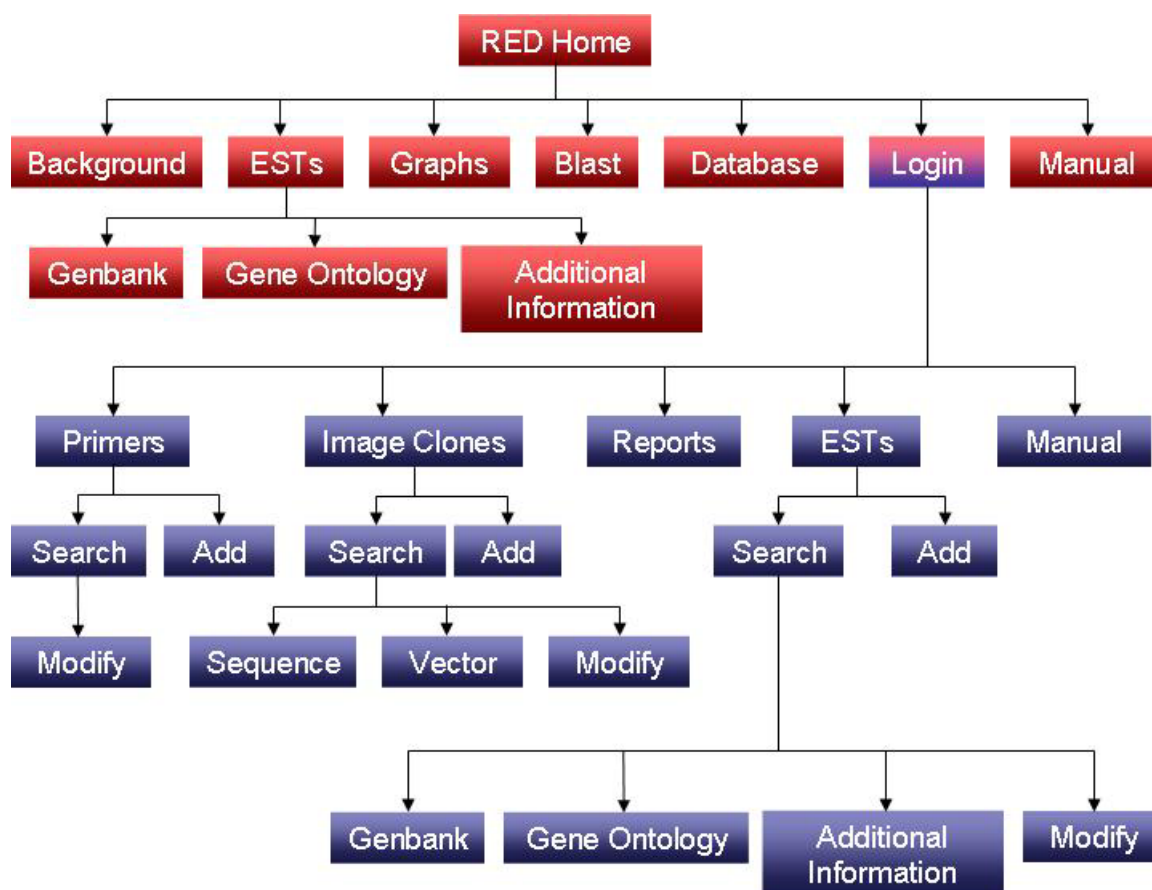 RED Home
Background
ESTs
Graphs
Blast
Database
Login
Manual
Genbank
Gene Ontology
Additional
Information
Primers
Image Clones
Reports
ESTs
Manual
Search
Add
Search
Add
Search
Add
Modify
Sequence
Vector
Modify
Genbank
Gene Ontology
Additional
Information
Modify